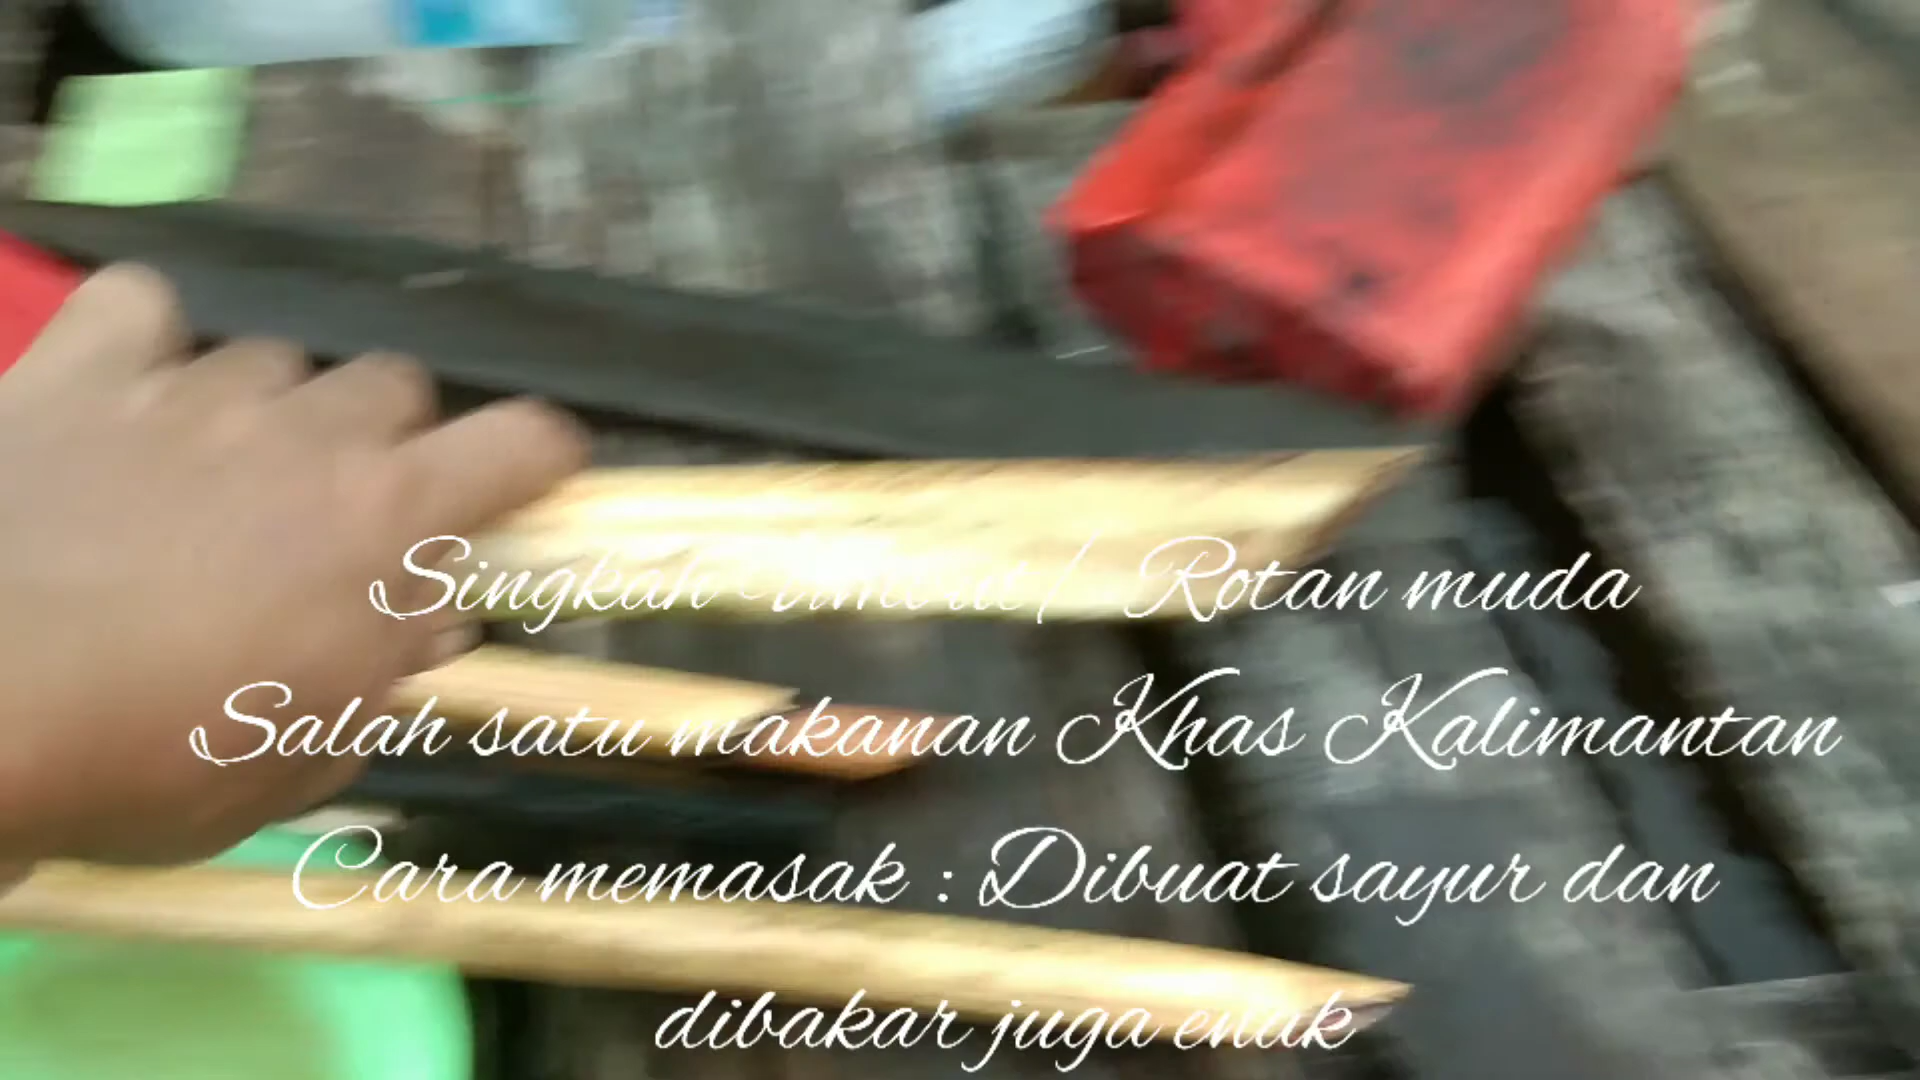 Singkah / Rotan muda
Salah satu makanan Khas Kalimantan
Cara memasak : Dibuat sayur dan
dibakar juga enak